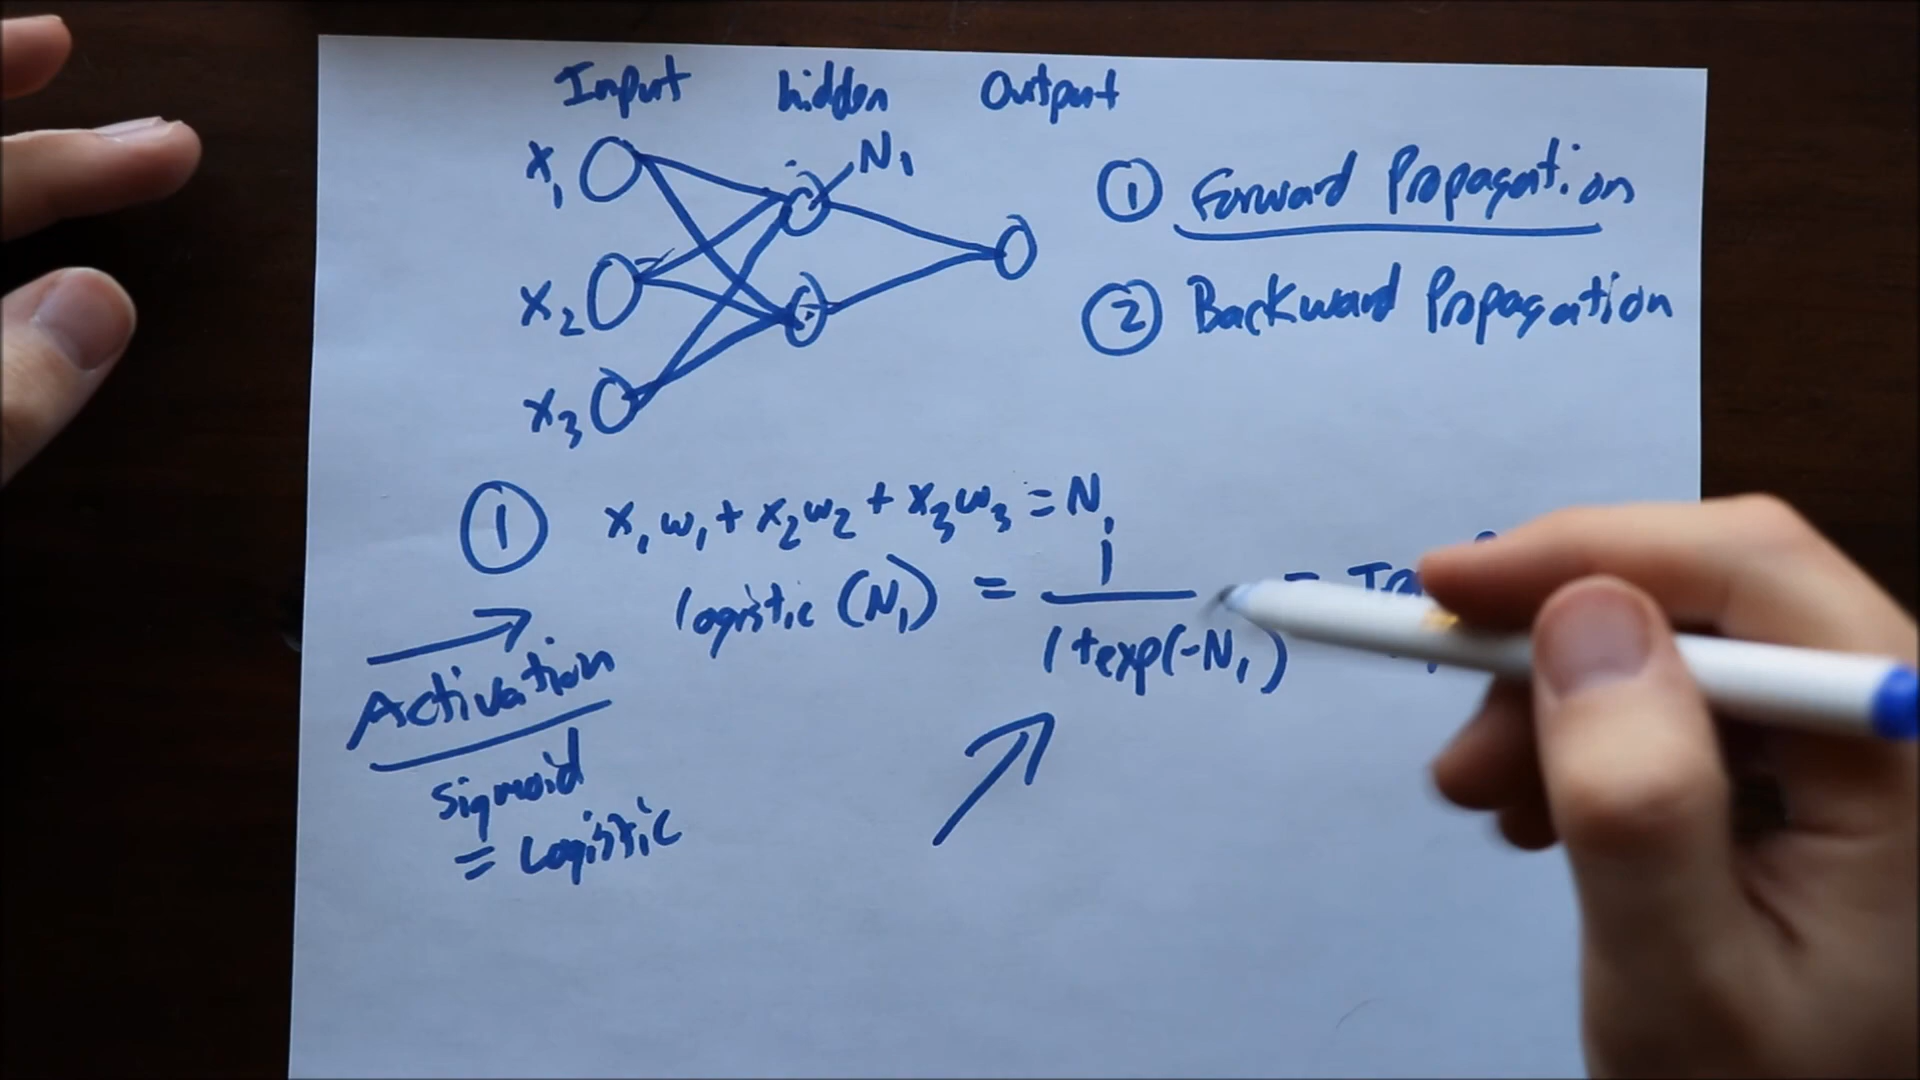 Input hidden Output
x1
N1
x2
x3
① Forward Propagation
② Backward Propagation
① x1w1 + x2w2 + x3w3 = N1
logistic (N1) = 1 / 1+exp(-N1) =
Activation
Sigmoid
= Logistic